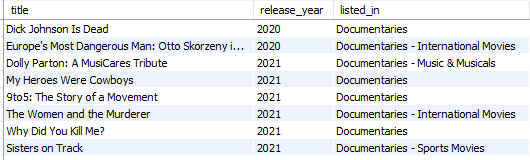 title release_year listed_in
Dick Johnson Is Dead 2020 Documentaries
Europe's Most Dangerous Man: Otto Skorzeny i... 2020 Documentaries - International Movies
Dolly Parton: A MusiCares Tribute 2021 Documentaries - Music & Musicals
My Heroes Were Cowboys 2021 Documentaries
9to5: The Story of a Movement 2021 Documentaries
The Women and the Murderer 2021 Documentaries - International Movies
Why Did You Kill Me? 2021 Documentaries
Sisters on Track 2021 Documentaries - Sports Movies